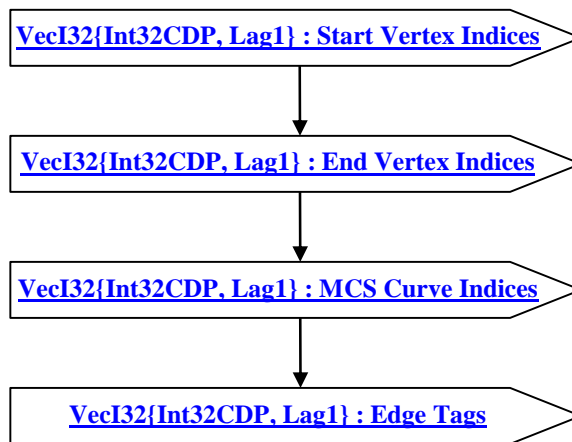 VecI32{Int32CDP, Lag1} : Start Vertex Indices
VecI32{Int32CDP, Lag1} : End Vertex Indices
VecI32{Int32CDP, Lag1} : MCS Curve Indices
VecI32{Int32CDP, Lag1} : Edge Tags